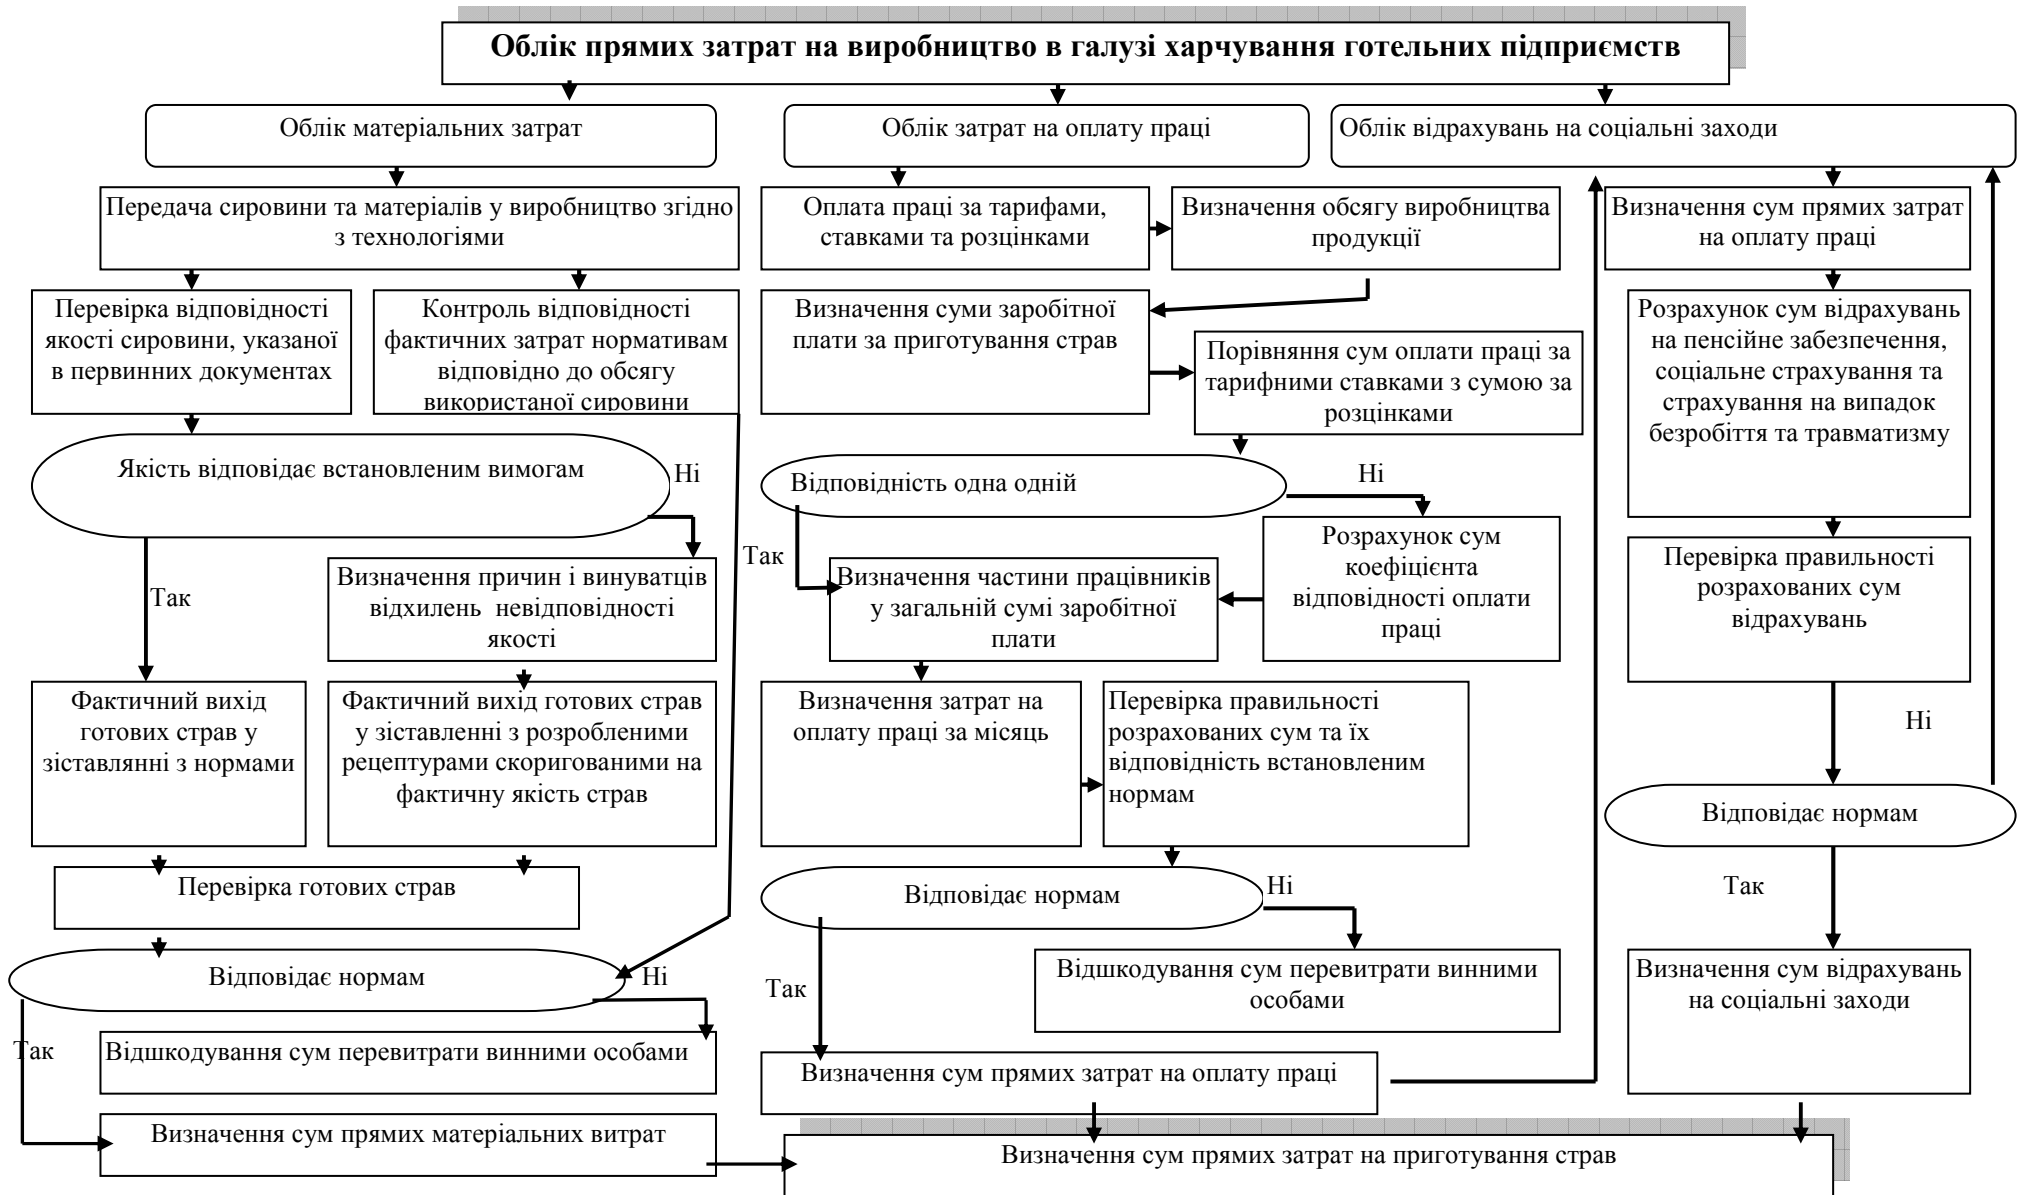 Облік прямих затрат на виробництво в галузі харчування готельних підприємств
Облік матеріальних затрат
Передача сировини та матеріалів у виробництво згідно
з технологіями
Перевірка відповідності
якості сировини, указаної
в первинних документах
Контроль відповідності
фактичних затрат нормативам
відповідно до обсягу
використаної сировини
Якість відповідає встановленим вимогам
Ні
Так
Визначення причин і винуватців
відхилень невідповідності
якості
Фактичний вихід
готових страв у
зіставлянні з нормами
Фактичний вихід готових страв
у зіставленні з розробленими
рецептурами скоригованими на
фактичну якість страв
Перевірка готових страв
Відповідає нормам
Ні
Так
Відшкодування сум перевитрати винними особами
Визначення сум прямих матеріальних витрат
Облік затрат на оплату праці
Оплата праці за тарифами,
ставками та розцінками
Визначення обсягу виробництва
продукції
Визначення суми заробітної
плати за приготування страв
Порівняння сум оплати праці за
тарифними ставками з сумою за
розцінками
Відповідність одна одній
Ні
Так
Розрахунок сум
коефіцієнта
відповідності оплати
праці
Визначення частини працівників
у загальній сумі заробітної
плати
Визначення затрат на
оплату праці за місяць
Перевірка правильності
розрахованих сум та їх
відповідність встановленим
нормам
Відповідає нормам
Ні
Так
Відшкодування сум перевитрати винними
особами
Визначення сум прямих затрат на оплату праці
Облік відрахувань на соціальні заходи
Визначення сум прямих затрат
на оплату праці
Розрахунок сум відрахувань
на пенсійне забезпечення,
соціальне страхування та
страхування на випадок
безробіття та травматизму
Перевірка правильності
розрахованих сум
відрахувань
Ні
Відповідає нормам
Так
Визначення сум відрахувань
на соціальні заходи
Визначення сум прямих затрат на приготування страв